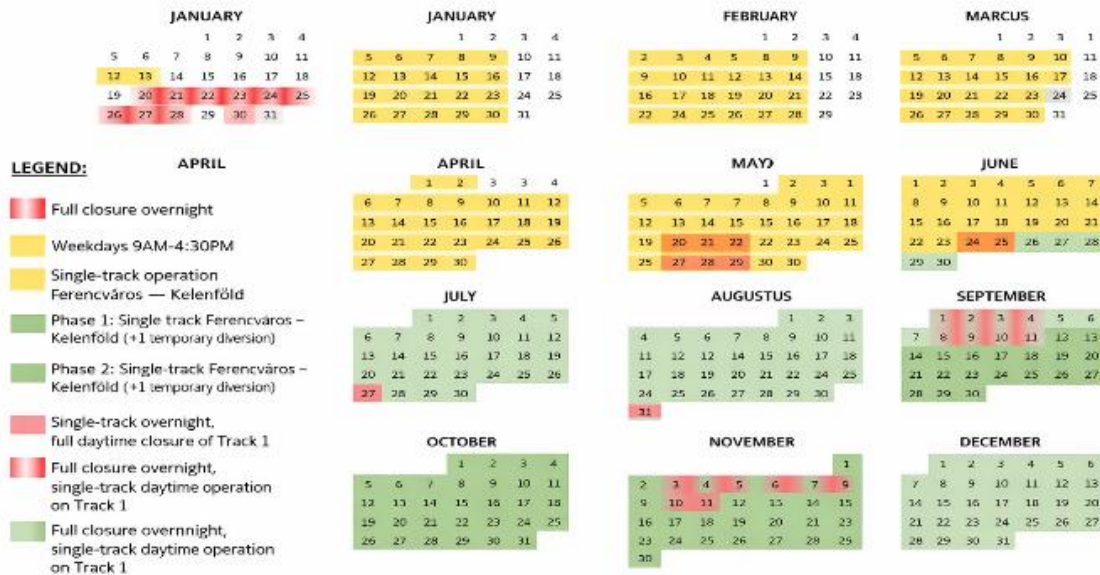 JANUARY
1 2 3 4
5 6 7 8 9 10 11
12 13 14 15 16 17 18
19 20 21 22 23 24 25
26 27 28 29 30 31
JANUARY
1 2 3 4
5 6 7 8 9 10 11
12 13 14 15 16 17 18
19 20 21 22 23 24 25
26 27 28 29 30 31
FEBRUARY
1 2 3 4
2 3 4 5 8 9 10 11
9 10 11 12 13 14 15 18
16 17 18 19 20 21 22 23
22 24 25 26 27 28 29
MARCUS
1 2 3 1
5 6 7 8 9 10 11
12 13 14 15 16 17 18
19 20 21 22 23 24 25
26 27 28 29 30 31
LEGEND:
APRIL
Full closure overnight
Weekdays 9AM-4:30PM
Single-track operation
Ferencváros — Kelenföld
Phase 1: Single track Ferencváros –
Kelenföld (+1 temporary diversion)
Phase 2: Single-track Ferencváros –
Kelenföld (+1 temporary diversion)
Single-track overnight,
full daytime closure of Track 1
Full closure overnight,
single-track daytime operation
on Track 1
Full closure overnnight,
single-track daytime operation
on Track 1
APRIL
1 2 3 3 4
6 7 8 9 10 11 12
13 14 15 16 17 18 19
20 21 22 23 24 25 26
27 28 29 30
MAY
1 2 3 1
5 6 7 7 8 9 10 11
12 13 14 15 15 16 17 18
19 20 21 22 22 23 24 25
25 27 28 29 30 30
JUNE
1 2 3 4 5 6 7
8 9 10 11 12 13 14
15 16 17 18 19 20 21
22 23 24 25 26 27 28
29 30
JULY
1 2 3 4 5
6 7 8 9 10 11 12
13 14 15 16 17 18 19
20 21 22 23 24 25 26
27 28 29 30
AUGUSTUS
1 2 3
4 5 6 7 8 9 10 11
11 12 13 14 15 16 17 18
17 18 19 20 22 23 24 25
24 25 26 27 28 29 30
31
SEPTEMBER
1 2 3 4 5 6
7 8 9 10 11 12 13
14 15 16 17 18 19 20
21 22 23 24 25 26 27
28 29 30
OCTOBER
1 2 3 4
5 6 7 8 9 10 11
12 13 14 15 16 17 18
19 20 21 22 23 24 25
26 27 28 29 30 31
NOVEMBER
1
2 3 4 5 6 7 9
9 10 11 12 13 14 15
16 17 18 19 20 21 23
23 24 25 26 27 28 29
30
DECEMBER
1 2 3 4 5 6
7 8 9 10 11 12 13
14 15 16 17 18 19 20
21 22 23 24 25 26 27
28 29 30 31